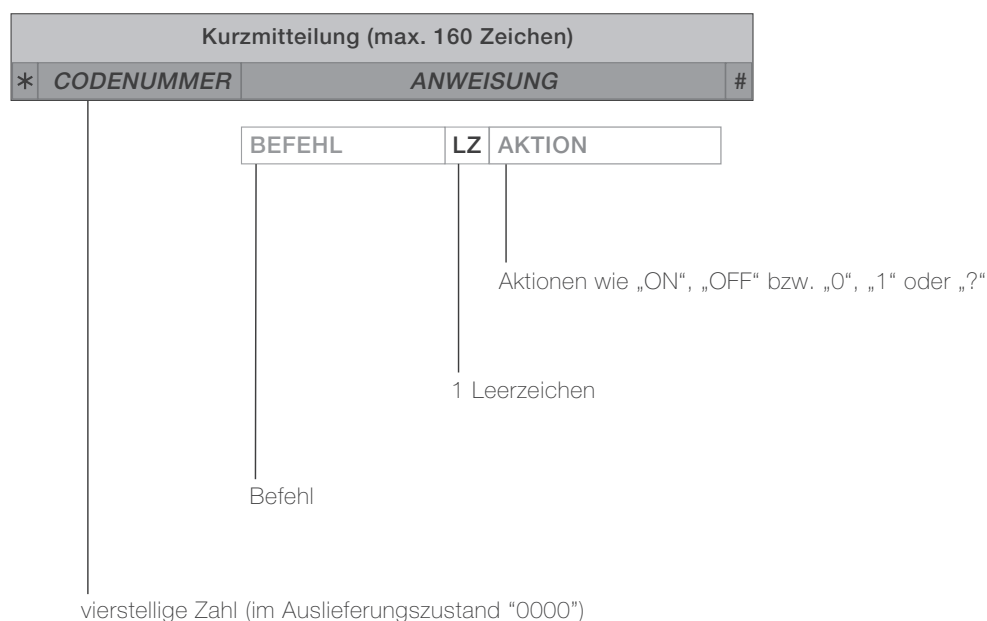 Kurzmitteilung (max. 160 Zeichen)
* CODENUMMER ANWEISUNG #
BEFEHL LZ AKTION
Aktionen wie „ON“, „OFF“ bzw. „0“, „1“ oder „?“
1 Leerzeichen
Befehl
vierstellige Zahl (im Auslieferungszustand “0000”)